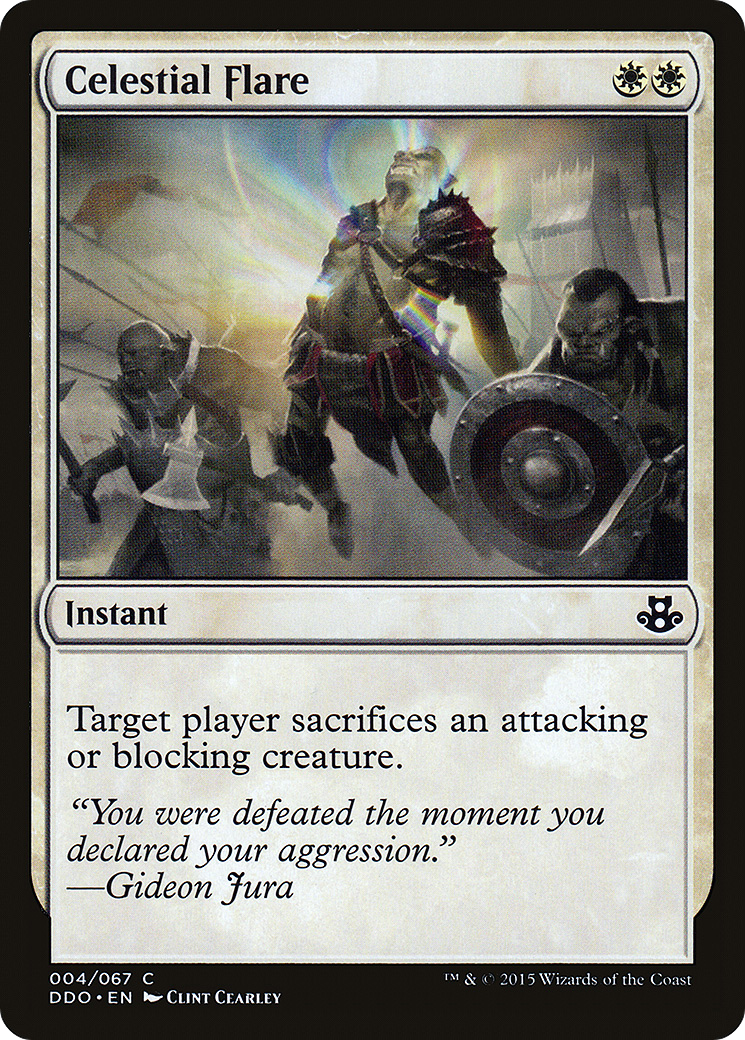 Celestial Flare
Instant
Target player sacrifices an attacking
or blocking creature.
“You were defeated the moment you
declared your aggression.”
—Gideon Jura
004/067 C
™ & © 2015 Wizards of the Coast
DDO • EN Clint Cearley